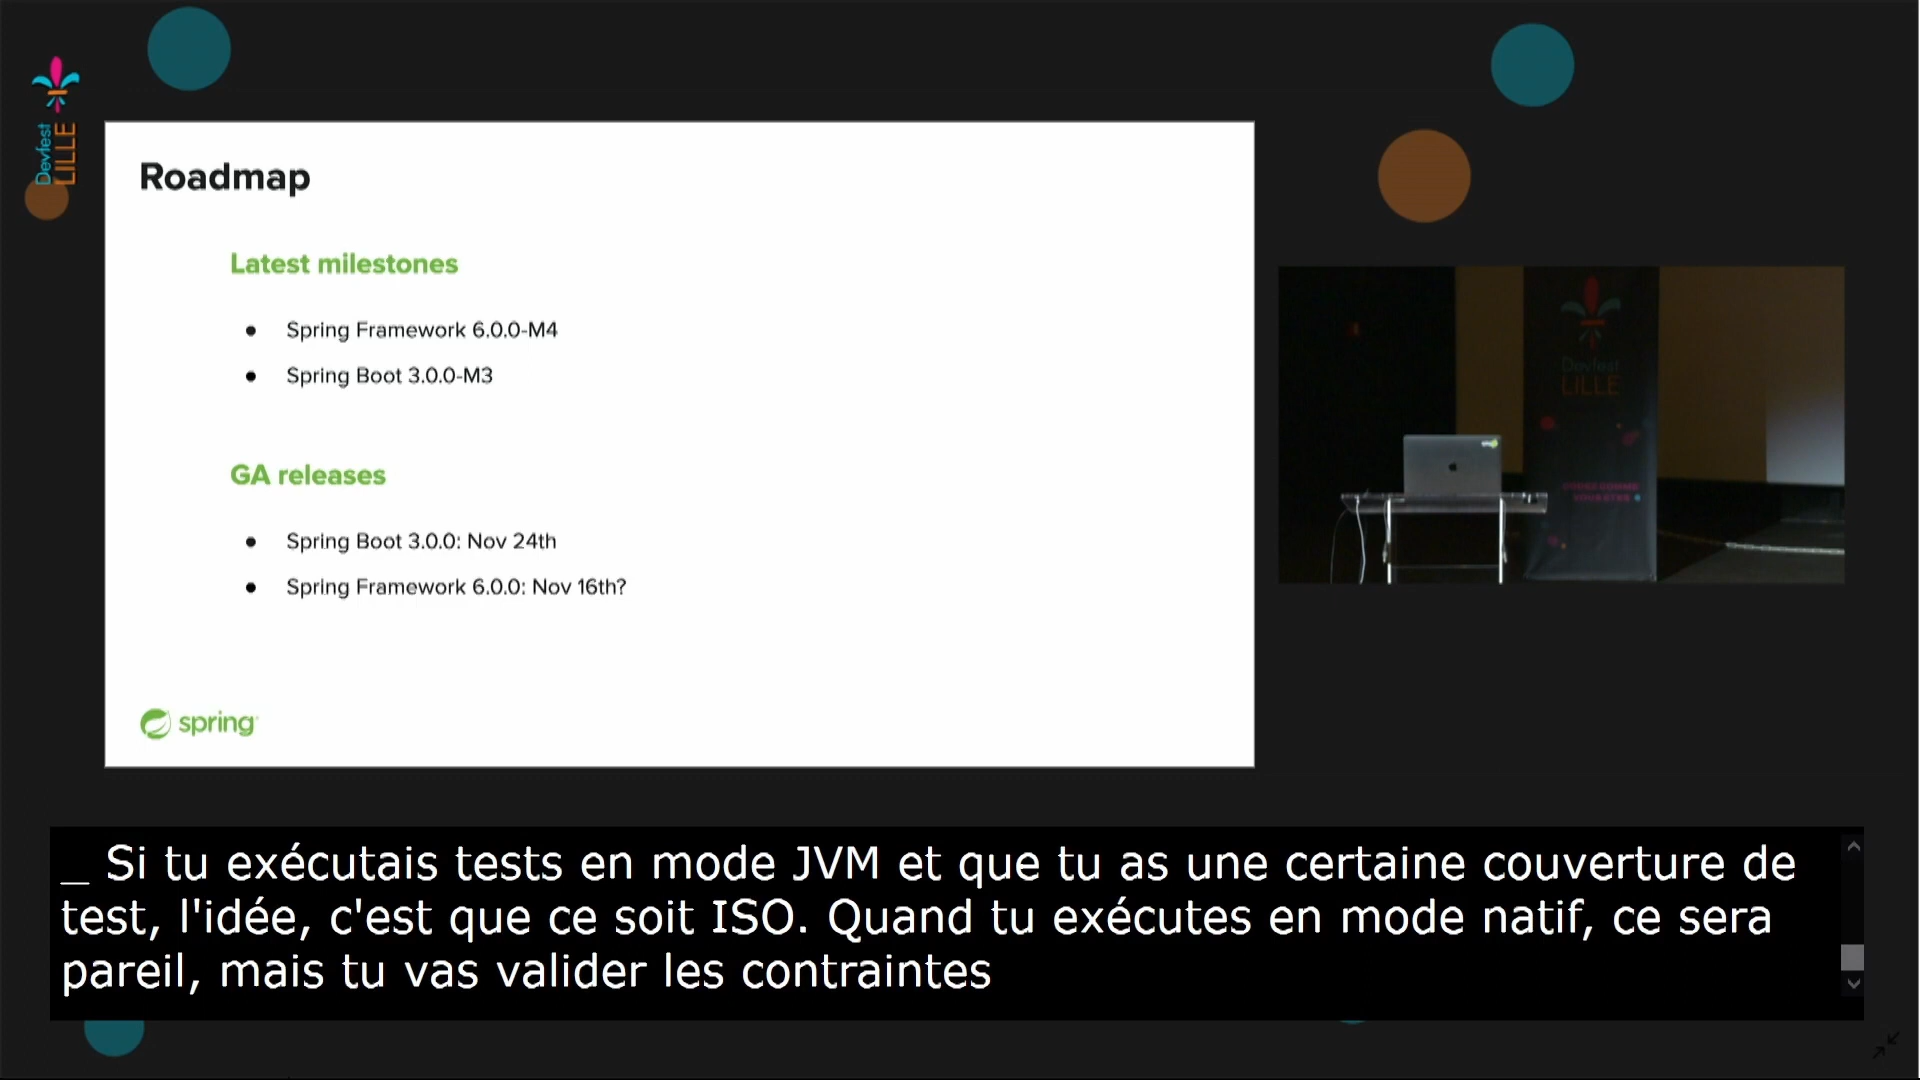 Devfest
LILLE
Roadmap
Latest milestones
● Spring Framework 6.0.0-M4
● Spring Boot 3.0.0-M3
GA releases
● Spring Boot 3.0.0: Nov 24th
● Spring Framework 6.0.0: Nov 16th?
spring
Devfest
LILLE
_ Si tu exécutais tests en mode JVM et que tu as une certaine couverture de
test, l'idée, c'est que ce soit ISO. Quand tu exécutes en mode natif, ce sera
pareil, mais tu vas valider les contraintes